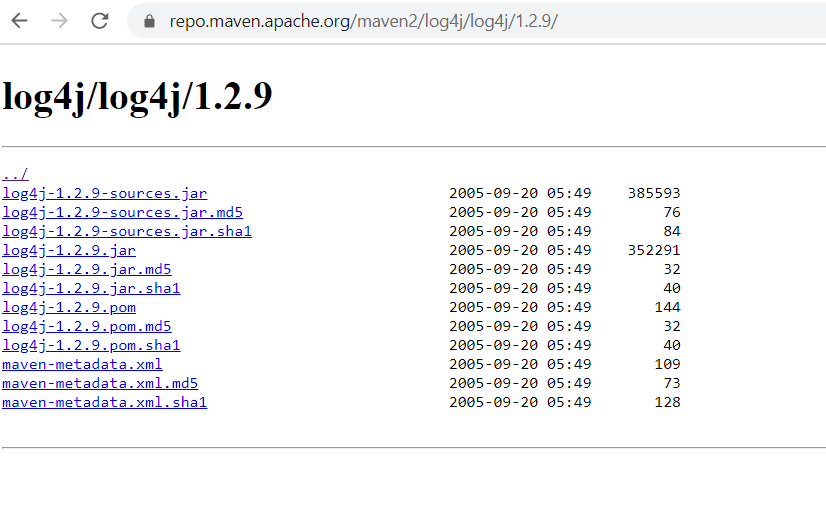 repo.maven.apache.org/maven2/log4j/log4j/1.2.9/
log4j/log4j/1.2.9
../
log4j-1.2.9-sources.jar 2005-09-20 05:49 385593
log4j-1.2.9-sources.jar.md5 2005-09-20 05:49 76
log4j-1.2.9-sources.jar.sha1 2005-09-20 05:49 84
log4j-1.2.9.jar 2005-09-20 05:49 352291
log4j-1.2.9.jar.md5 2005-09-20 05:49 32
log4j-1.2.9.jar.sha1 2005-09-20 05:49 40
log4j-1.2.9.pom 2005-09-20 05:49 144
log4j-1.2.9.pom.md5 2005-09-20 05:49 32
log4j-1.2.9.pom.sha1 2005-09-20 05:49 40
maven-metadata.xml 2005-09-20 05:49 109
maven-metadata.xml.md5 2005-09-20 05:49 73
maven-metadata.xml.sha1 2005-09-20 05:49 128